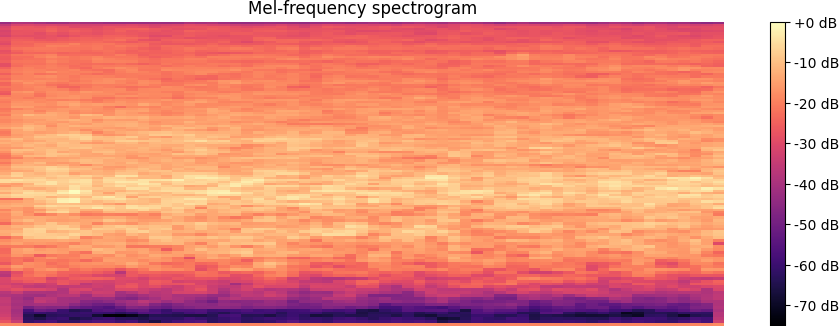 Mel-frequency spectrogram
+0 dB
-10 dB
-20 dB
-30 dB
-40 dB
-50 dB
-60 dB
-70 dB